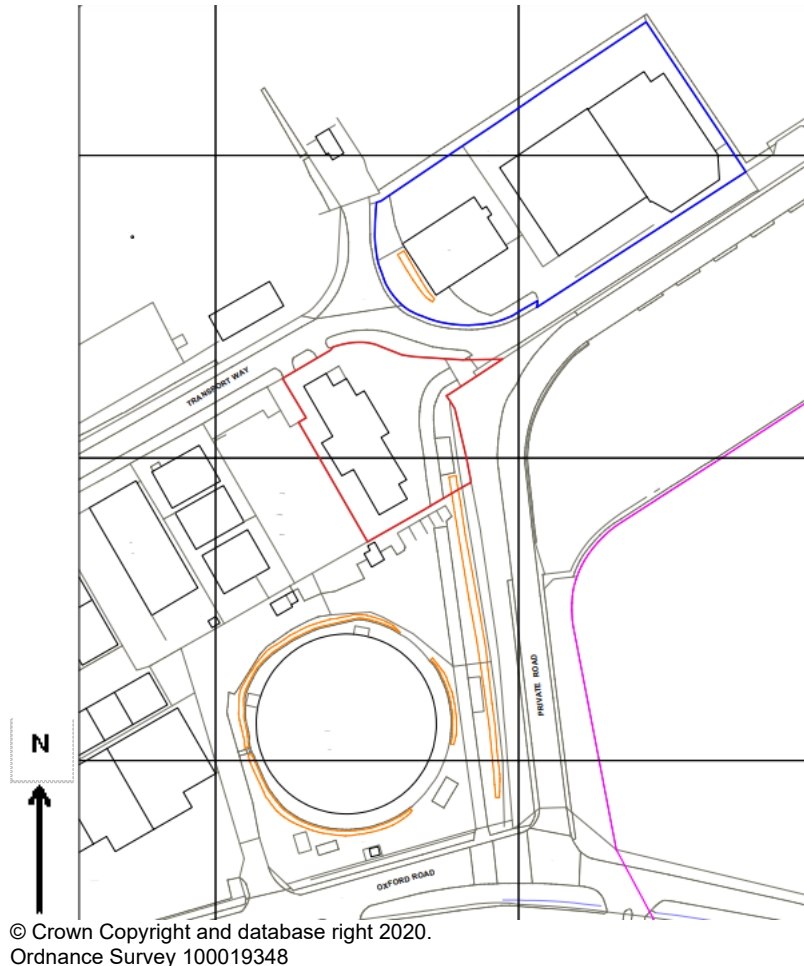 TRANSPORT WAY
PRIVATE ROAD
N
OXFORD ROAD
© Crown Copyright and database right 2020.
Ordnance Survey 100019348